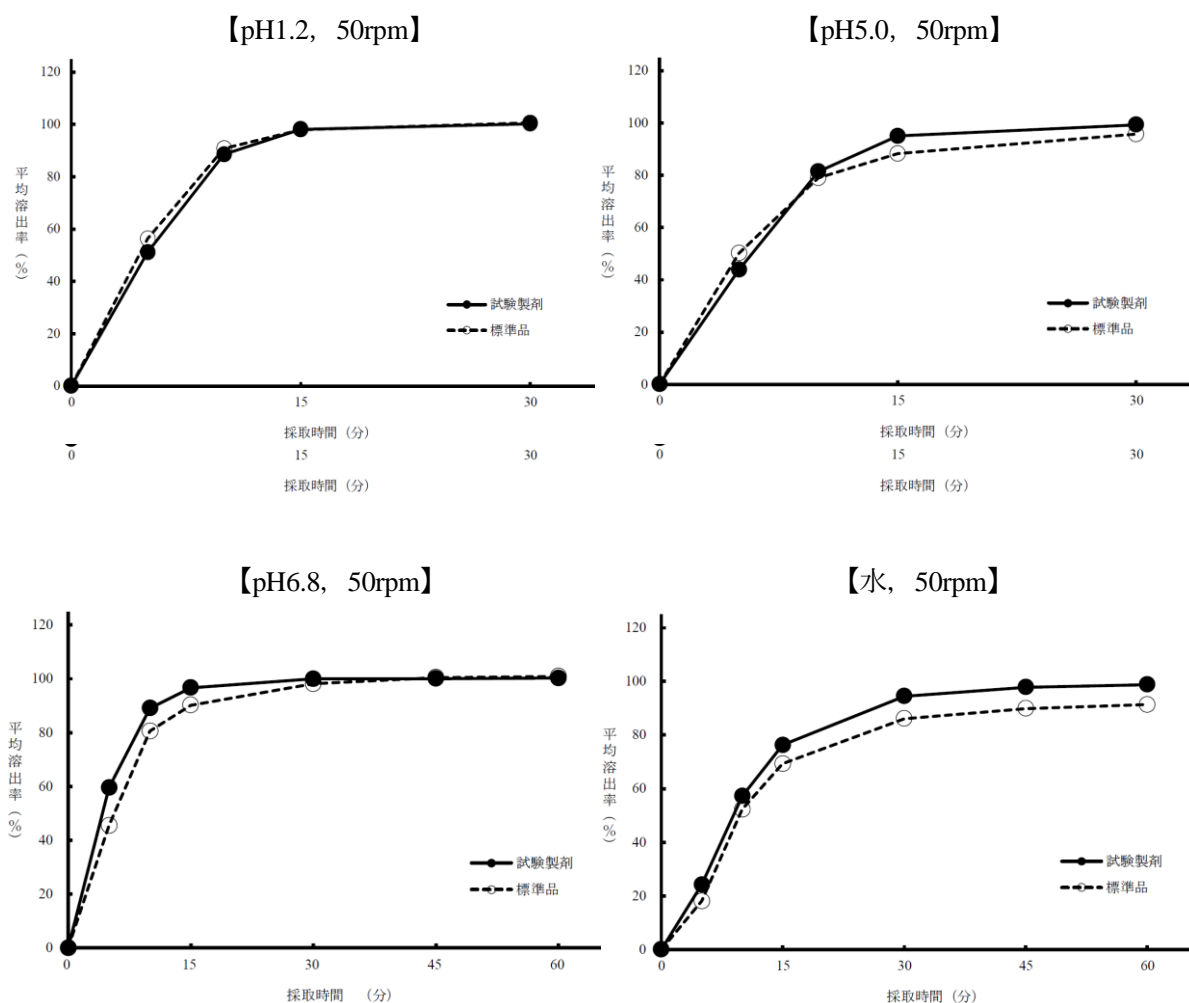 【pH1.2, 50rpm】
120
100
80
60
40
20
0
平均溶出率(%)
試験製剤
標準品
0 15 30
採取時間(分)
0 15 30
採取時間(分)
【pH5.0, 50rpm】
120
100
80
60
40
20
0
平均溶出率(%)
試験製剤
標準品
0 15 30
採取時間(分)
0 15 30
採取時間(分)
【pH6.8, 50rpm】
120
100
80
60
40
20
0
平均溶出率(%)
試験製剤
標準品
0 15 30 45 60
採取時間 (分)
【水, 50rpm】
120
100
80
60
40
20
0
平均溶出率(%)
試験製剤
標準品
0 15 30 45 60
採取時間(分)